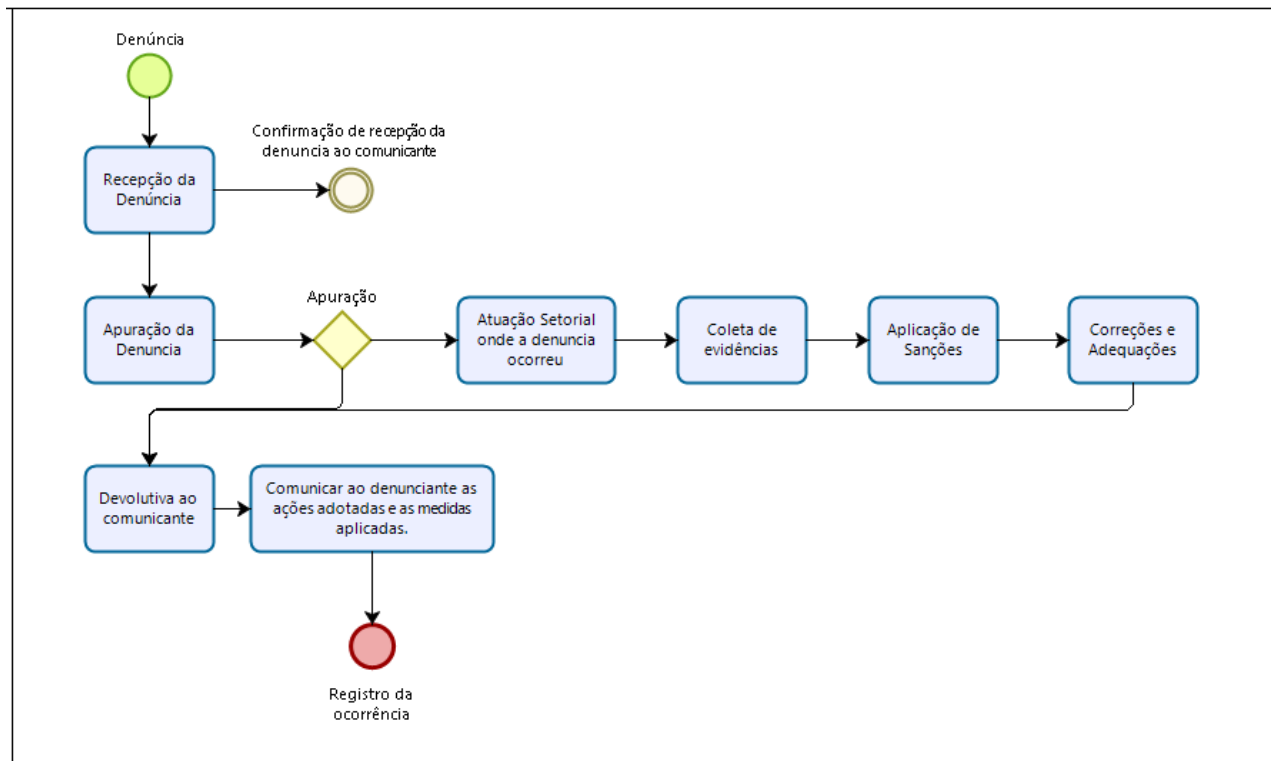 Denúncia
Confirmação de recepção da
denuncia ao comunicante
Recepção da
Denúncia
Apuração
Apuração da
Denuncia
Atuação Setorial
onde a denuncia
ocorreu
Coleta de
evidências
Aplicação de
Sanções
Correções e
Adequações
Devolutiva ao
comunicante
Comunicar ao denunciante as
ações adotadas e as medidas
aplicadas.
Registro da
ocorrência